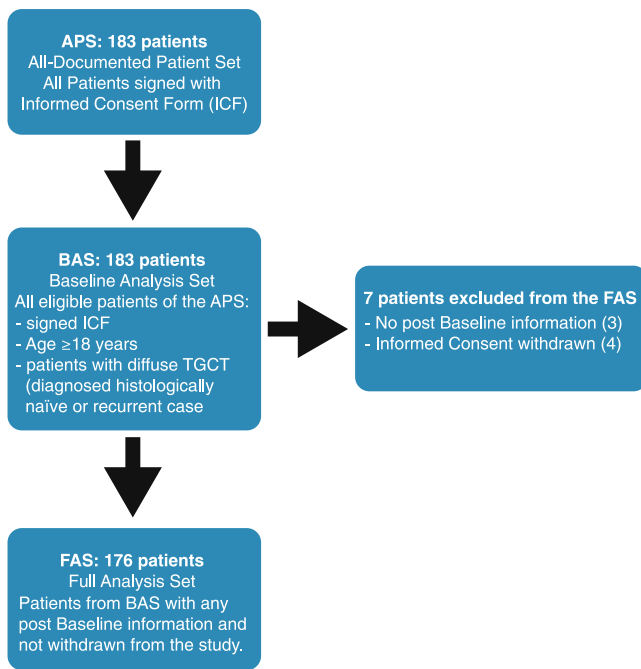 APS: 183 patients
All-Documented Patient Set
All Patients signed with
Informed Consent Form (ICF)
BAS: 183 patients
Baseline Analysis Set
All eligible patients of the APS:
- signed ICF
- Age ≥18 years
- patients with diffuse TGCT
(diagnosed histologically
naïve or recurrent case
7 patients excluded from the FAS
- No post Baseline information (3)
- Informed Consent withdrawn (4)
FAS: 176 patients
Full Analysis Set
Patients from BAS with any
post Baseline information and
not withdrawn from the study.